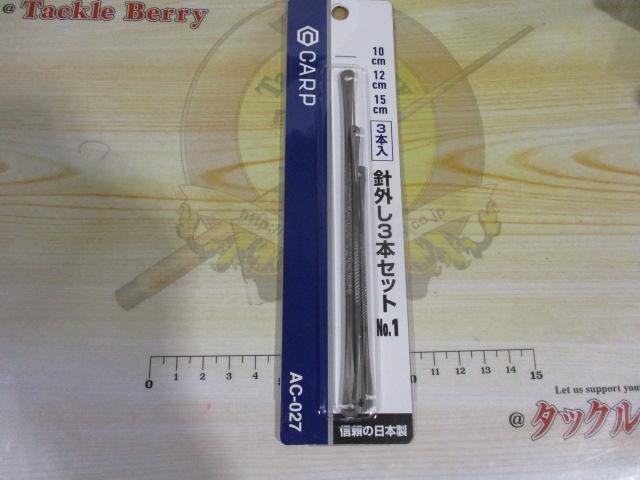 @ Tackle Berry
CARP
10
cm
12
cm
15
cm
3本入
針外し3本セット No.1
AC-027
信頼の日本製
0 1 2 3 4 11 12 13 14 15
Let us support you
@ タックル